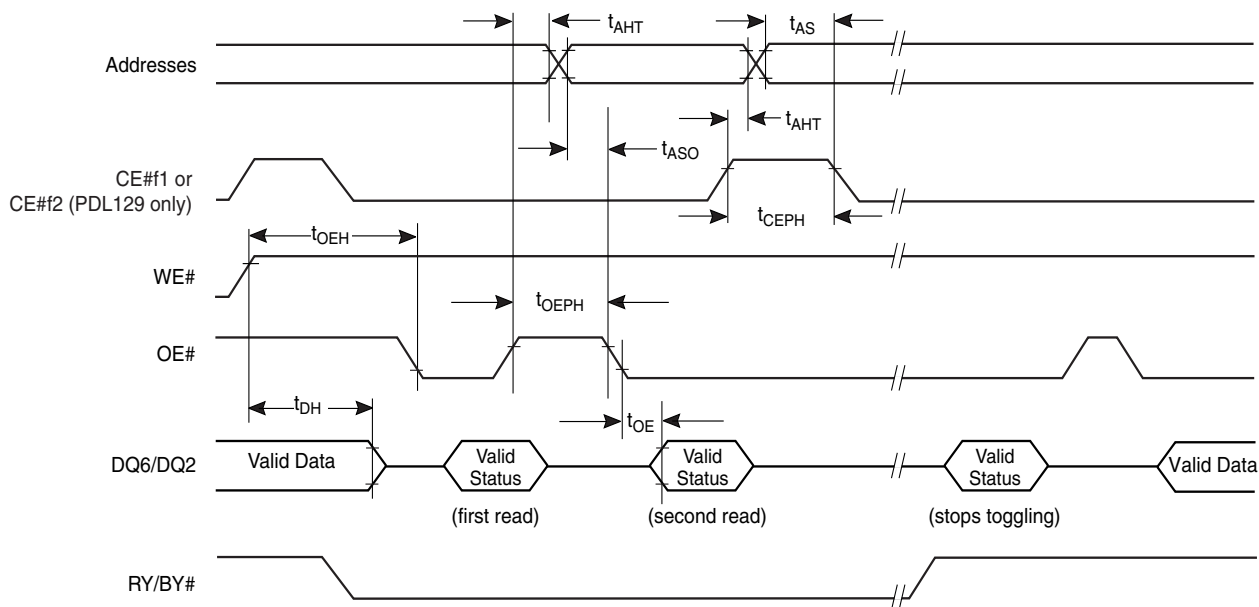 tAHT
tAS
Addresses
tAHT
tASO
CE#f1 or
CE#f2 (PDL129 only)
tCEPH
tOEH
WE#
tOEPH
OE#
tDH
tOE
DQ6/DQ2
Valid Data
Valid
Status
Valid
Status
Valid
Status
Valid Data
(first read)
(second read)
(stops toggling)
RY/BY#